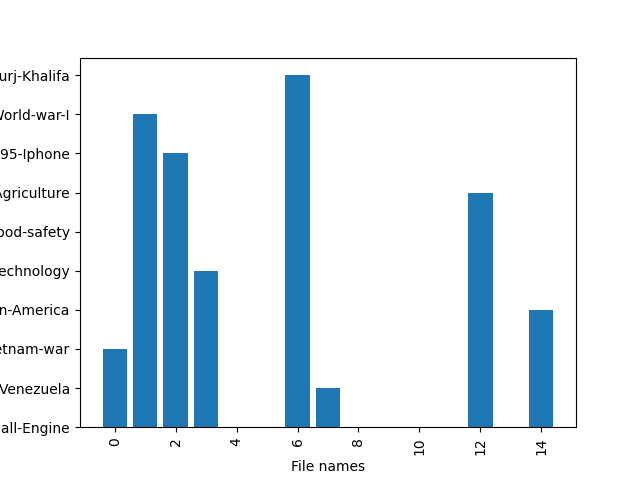 urj-Khalifa
World-war-I
95-Iphone
Agriculture
ood-safety
echnology
n-America
etnam-war
Venezuela
all-Engine
0
2
4
6
8
10
12
14
File names